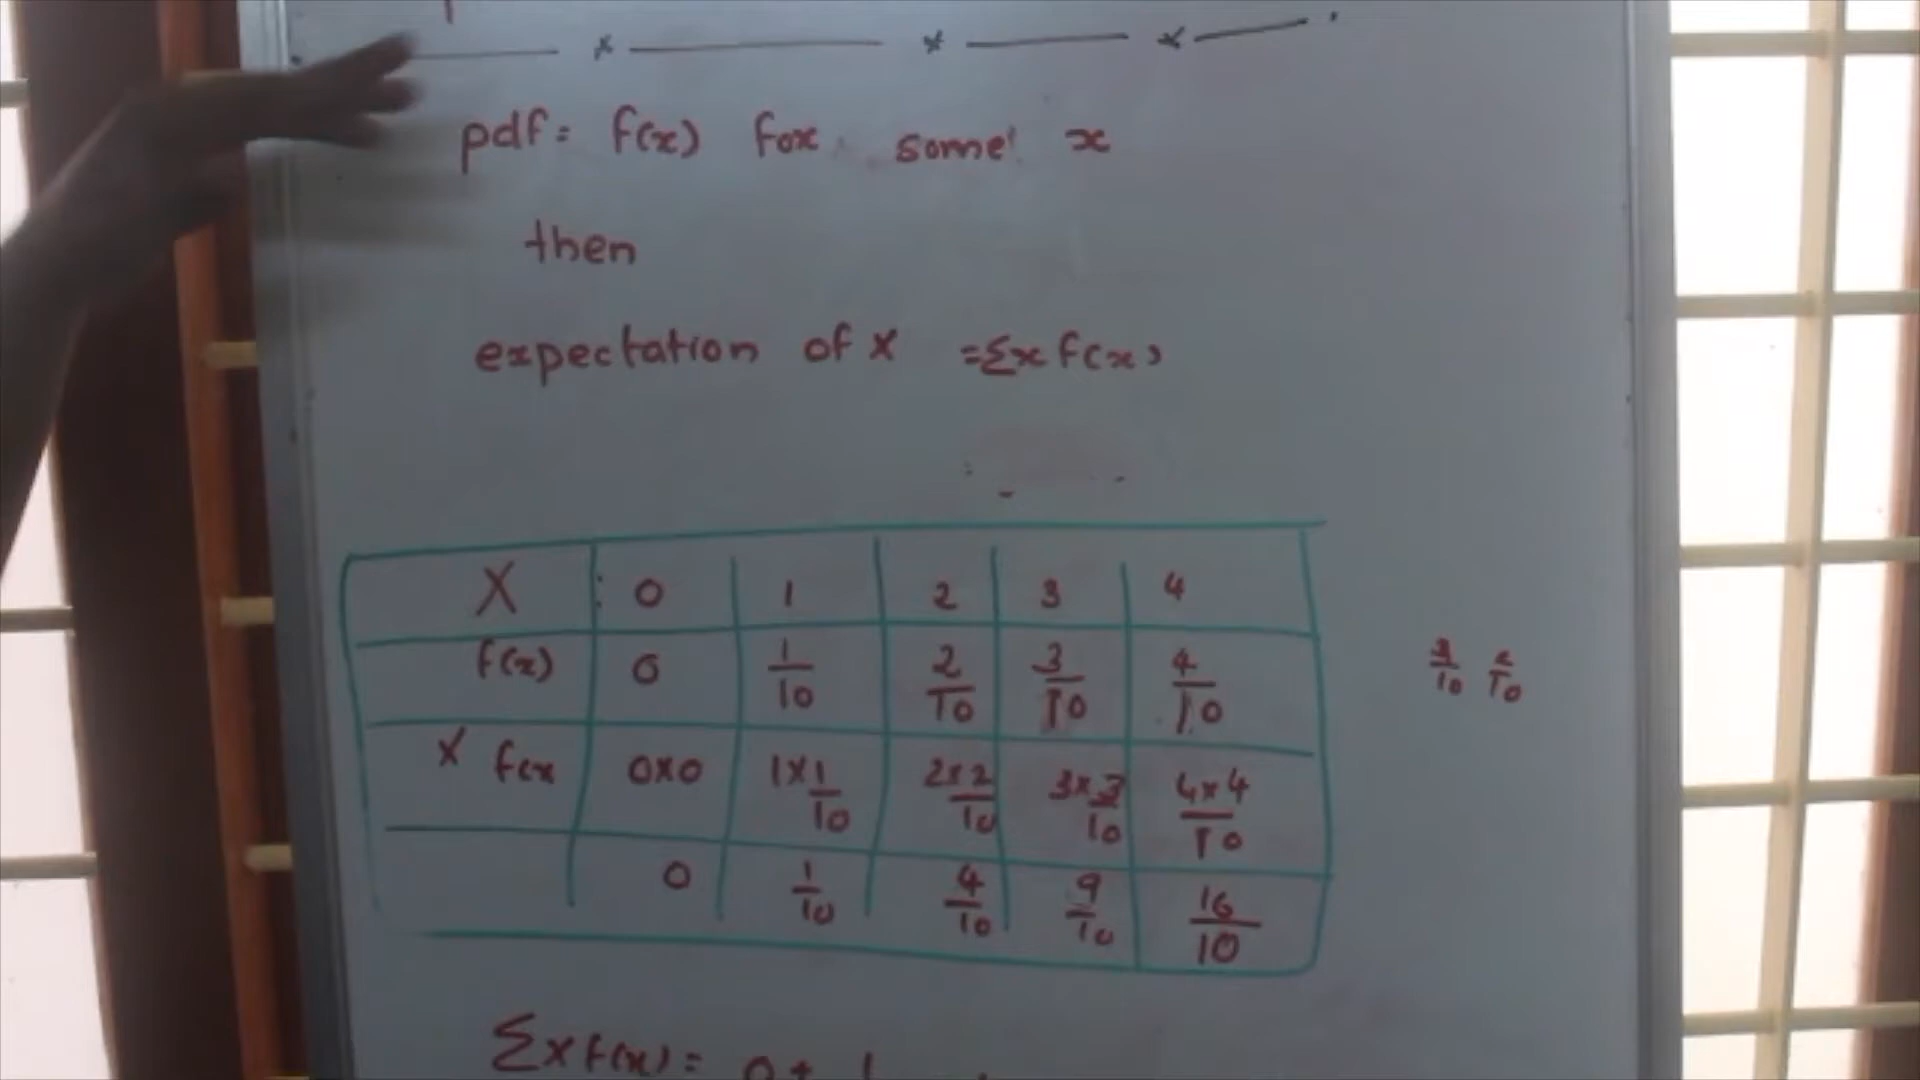 pdf = f(x) for some x
then
expectation of X = Σx f(x)
X : 0 1 2 3 4
f(x) 0 1/10 2/10 3/10 4/10
X f(x 0x0 1x1/10 2x2/10 3x3/10 4x4/10
0 1/10 4/10 9/10 16/10
Σx f(x) = 0 + 1